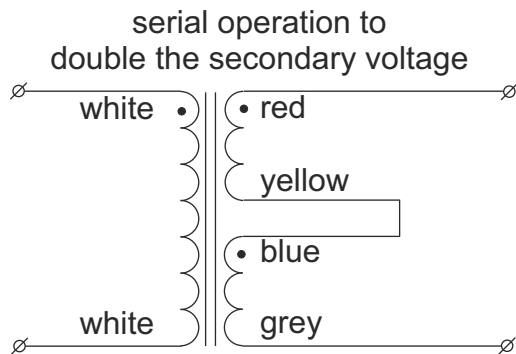 serial operation to
double the secondary voltage
white red
yellow
blue
white grey